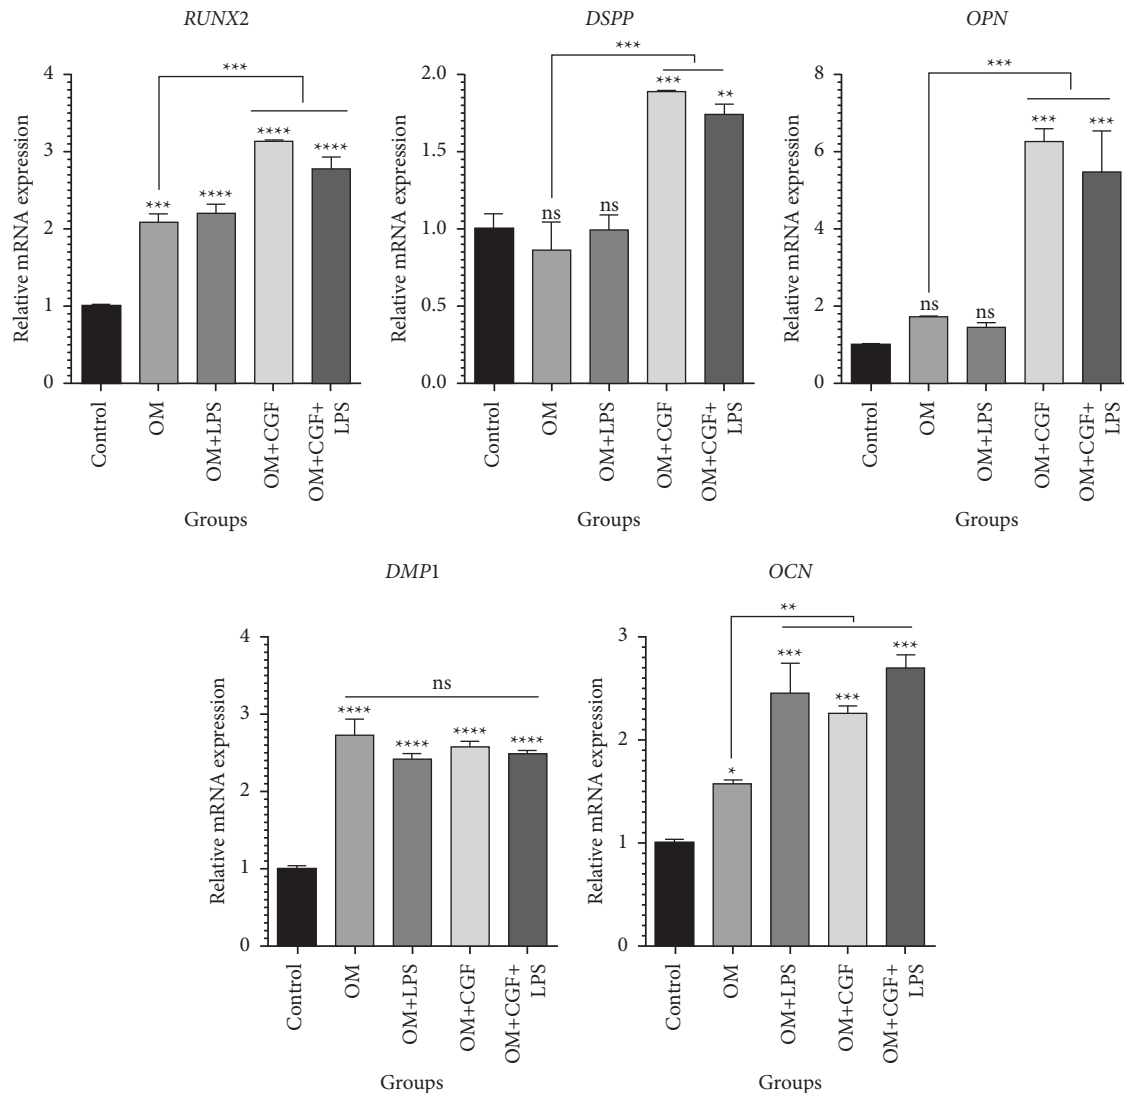 RUNX2
***
4
3
2
1
0
Relative mRNA expression
***
****
****
****
Control
OM
OM+LPS
OM+CGF
OM+CGF+
LPS
Groups
DSPP
***
2.0
1.5
1.0
0.5
0.0
Relative mRNA expression
ns
ns
***
**
Control
OM
OM+LPS
OM+CGF
OM+CGF+
LPS
Groups
OPN
***
8
6
4
2
0
Relative mRNA expression
ns
ns
***
***
Control
OM
OM+LPS
OM+CGF
OM+CGF+
LPS
Groups
DMP1
ns
4
3
2
1
0
Relative mRNA expression
****
****
****
****
Control
OM
OM+LPS
OM+CGF
OM+CGF+
LPS
Groups
OCN
**
3
2
1
0
Relative mRNA expression
*
***
***
***
Control
OM
OM+LPS
OM+CGF
OM+CGF+
LPS
Groups